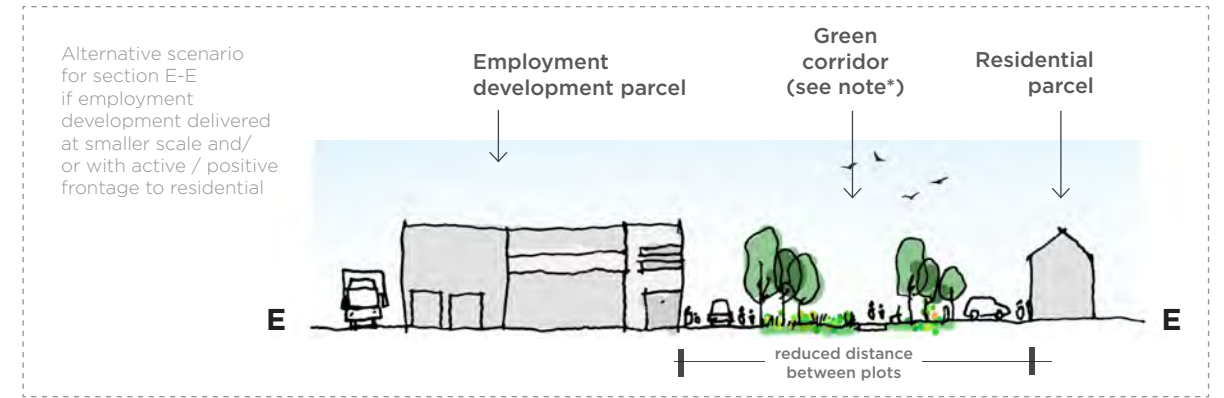 Alternative scenario
for section E-E
if employment
development delivered
at smaller scale and/
or with active / positive
frontage to residential
Employment
development parcel
Green
corridor
(see note*)
Residential
parcel
E
E
reduced distance
between plots